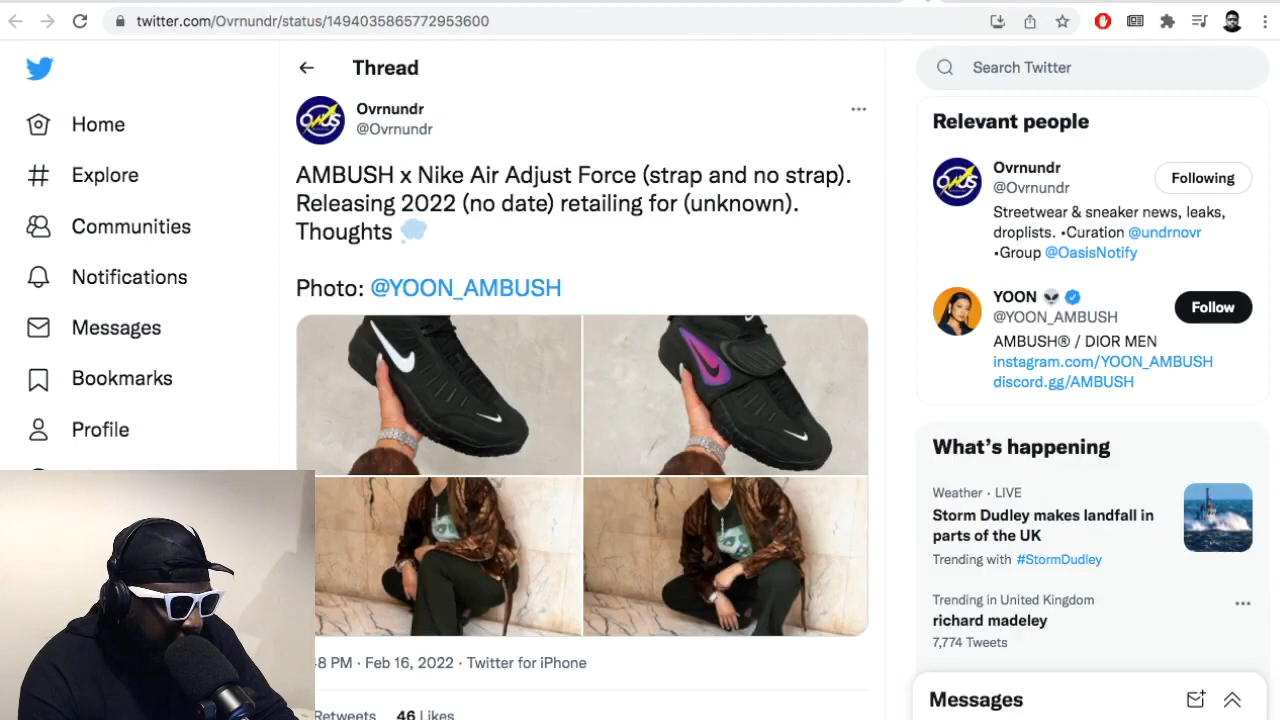 twitter.com/Ovrnundr/status/1494035865772953600
Home
Explore
Communities
Notifications
Messages
Bookmarks
Profile
Thread
Ovrnundr
@Ovrnundr
AMBUSH x Nike Air Adjust Force (strap and no strap).
Releasing 2022 (no date) retailing for (unknown).
Thoughts
Photo: @YOON_AMBUSH
8 PM · Feb 16, 2022 · Twitter for iPhone
Retweets 46 Likes
Search Twitter
Relevant people
Ovrnundr
@Ovrnundr
Following
Streetwear & sneaker news, leaks,
droplists. •Curation @undrnovr
•Group @OasisNotify
YOON
@YOON_AMBUSH
Follow
AMBUSH® / DIOR MEN
instagram.com/YOON_AMBUSH
discord.gg/AMBUSH
What's happening
Weather · LIVE
Storm Dudley makes landfall in
parts of the UK
Trending with #StormDudley
Trending in United Kingdom
richard madeley
7,774 Tweets
Messages